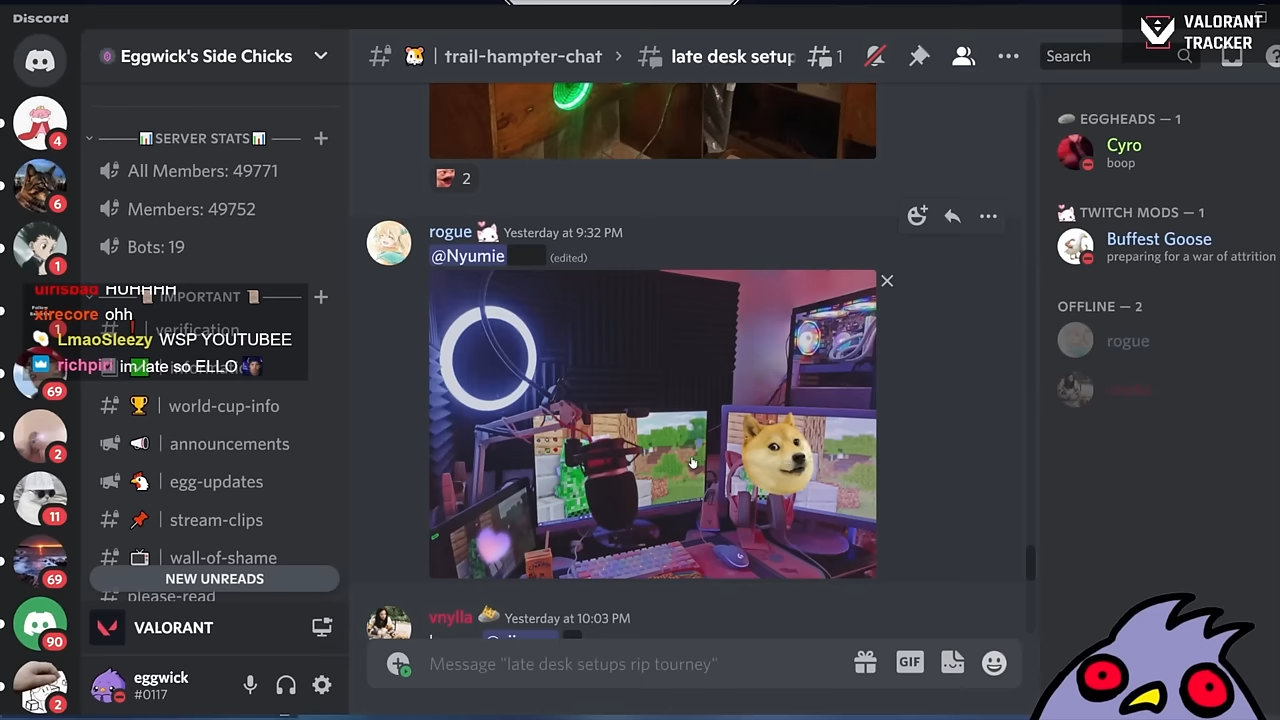 Discord
VALORANT
TRACKER
Eggwick's Side Chicks
trail-hampter-chat
late desk setup
1
Search
SERVER STATS
All Members: 49771
Members: 49752
Bots: 19
IMPORTANT
verification
ulrisbad HUHHHH
xirecore ohh
LmaoSleezy WSP YOUTUBEE
richpiri im late so ELLO
world-cup-info
announcements
egg-updates
stream-clips
wall-of-shame
NEW UNREADS
please-read
VALORANT
eggwick
#0117
4
6
1
1
69
2
11
69
90
2
2
rogue Yesterday at 9:32 PM
@Nyumie (edited)
vnylla Yesterday at 10:03 PM
Message "late desk setups rip tourney"
GIF
EGGHEADS — 1
Cyro
boop
TWITCH MODS — 1
Buffest Goose
preparing for a war of attrition
OFFLINE — 2
rogue
vnylla